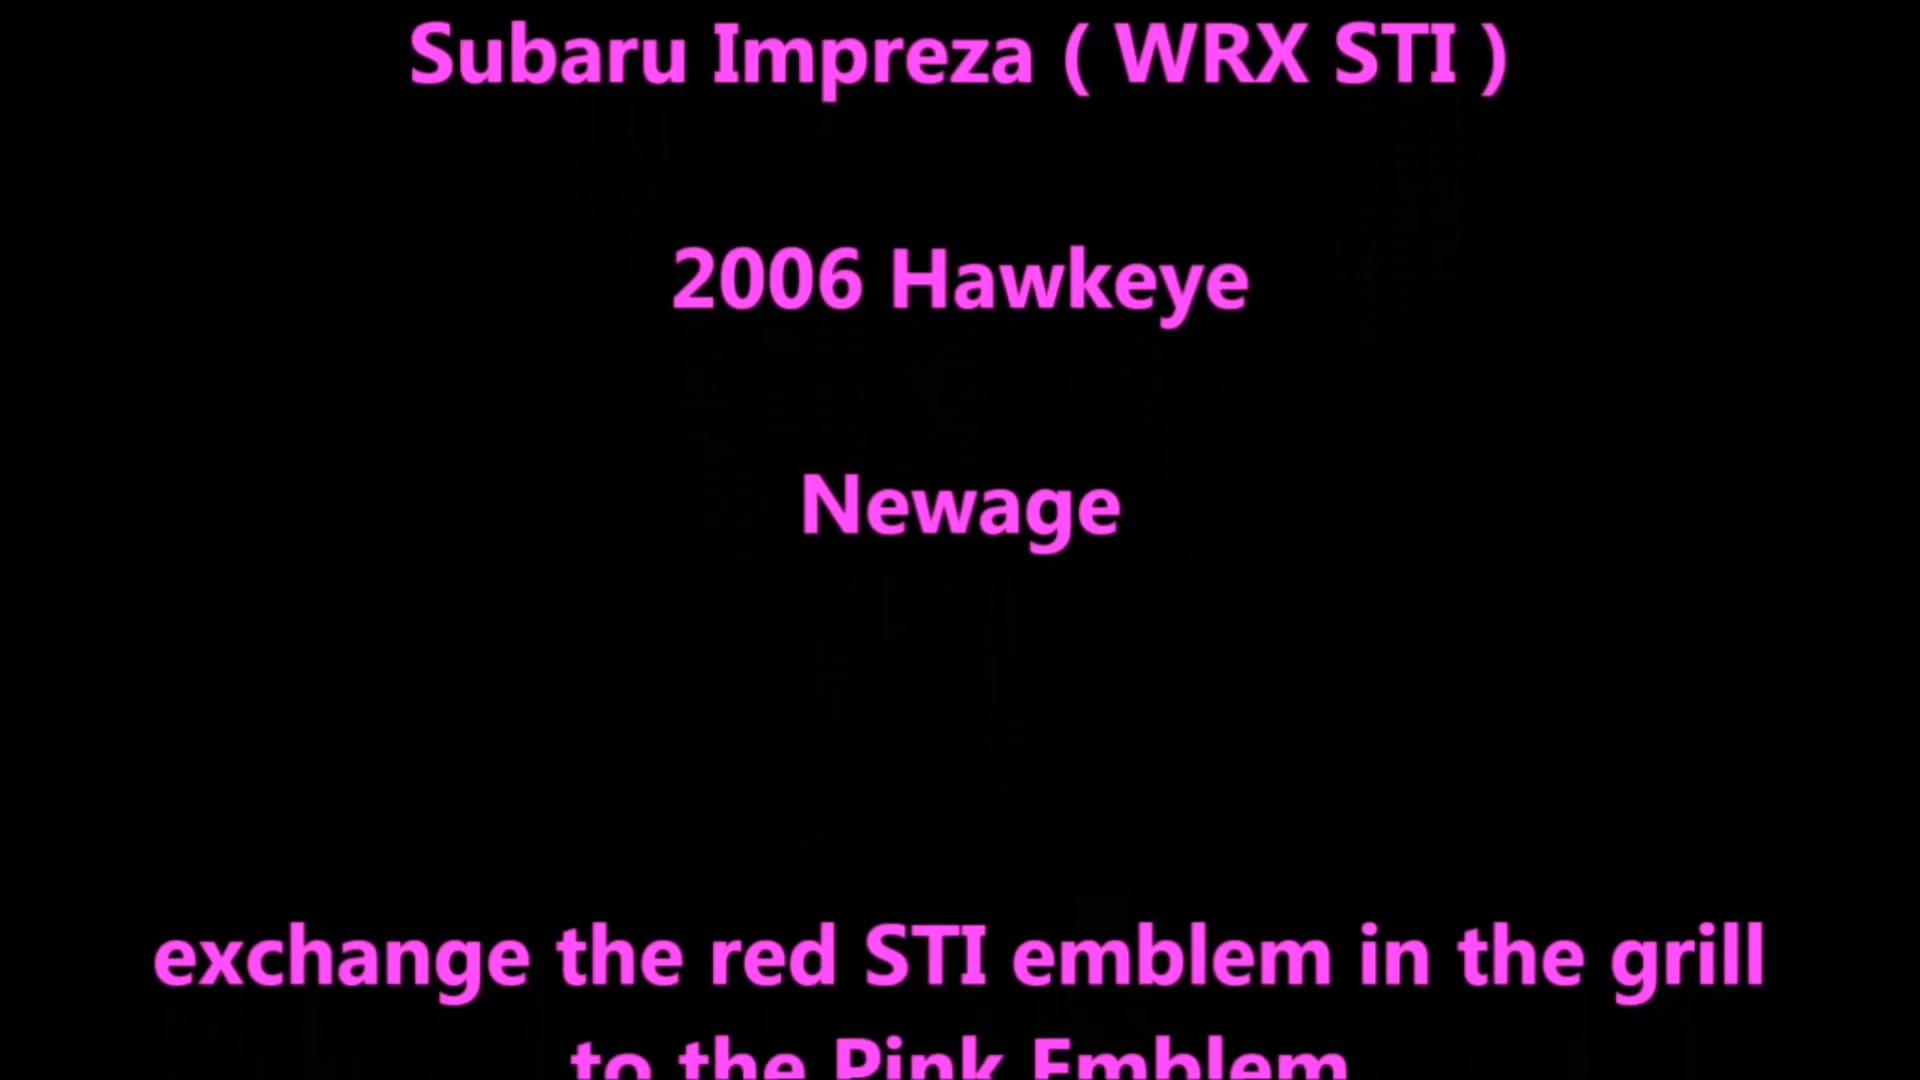 Subaru Impreza ( WRX STI )
2006 Hawkeye
Newage
exchange the red STI emblem in the grill
to the Pink Emblem